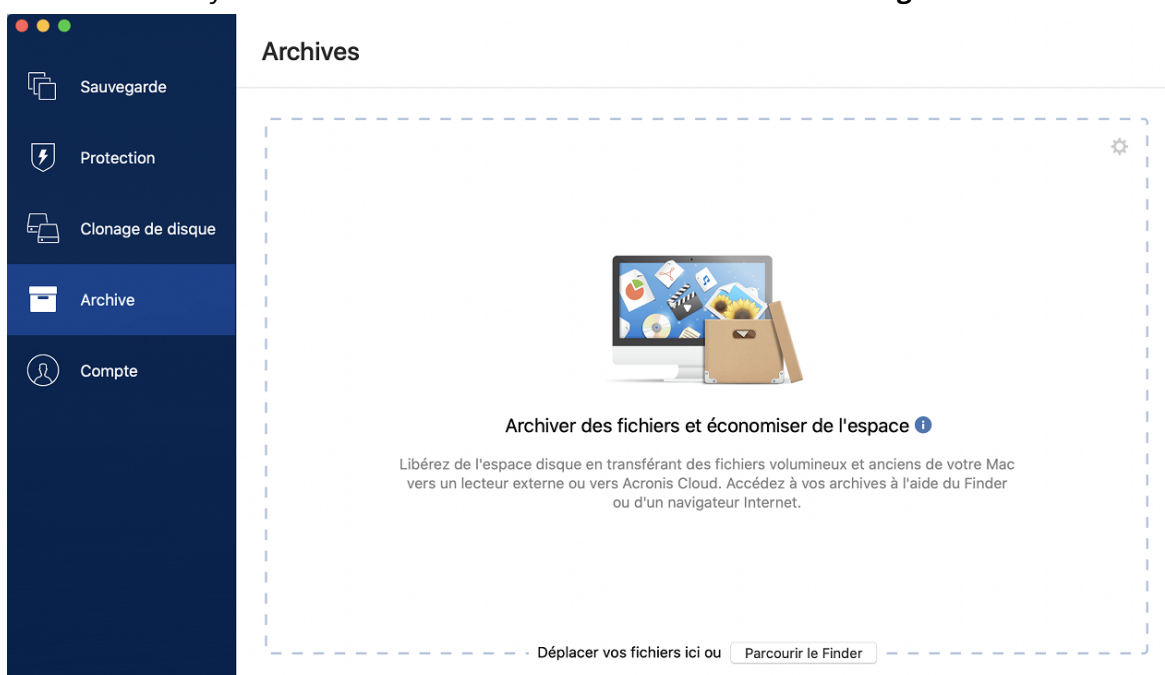 Archives
Sauvegarde
Protection
Clonage de disque
Archive
Compte
Archiver des fichiers et économiser de l'espace
Libérez de l'espace disque en transférant des fichiers volumineux et anciens de votre Mac
vers un lecteur externe ou vers Acronis Cloud. Accédez à vos archives à l'aide du Finder
ou d'un navigateur Internet.
Déplacer vos fichiers ici ou Parcourir le Finder